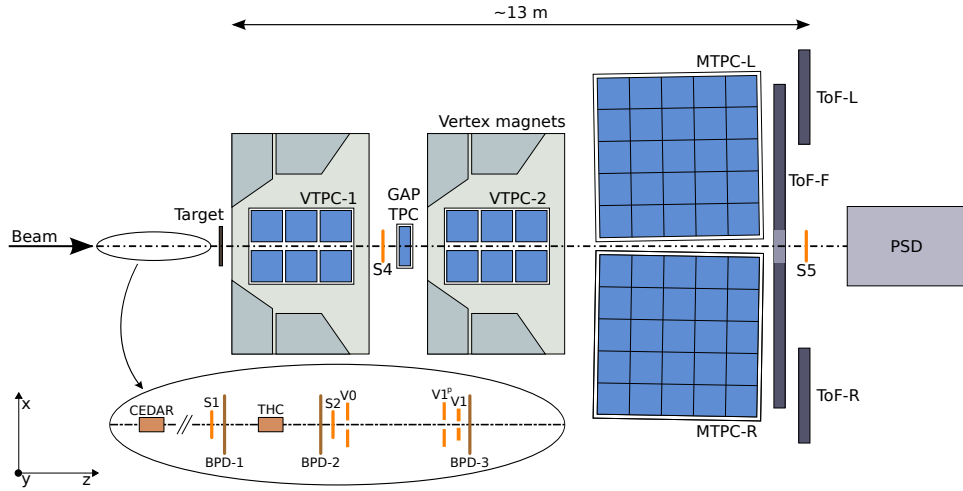 ~13 m
MTPC-L
ToF-L
Vertex magnets
ToF-F
VTPC-1
GAP
TPC
VTPC-2
Target
Beam
S4
S5
PSD
x
y
z
CEDAR
S1
BPD-1
THC
BPD-2
S2
V0
V1ᵖ
V1
BPD-3
MTPC-R
ToF-R